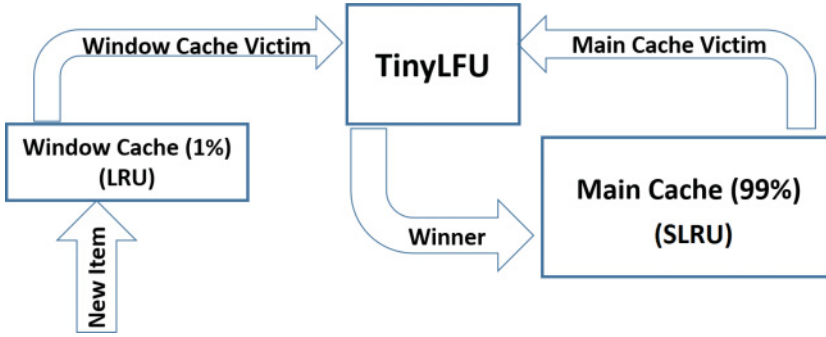 Window Cache Victim
TinyLFU
Main Cache Victim
Window Cache (1%)
(LRU)
Main Cache (99%)
(SLRU)
Winner
New Item